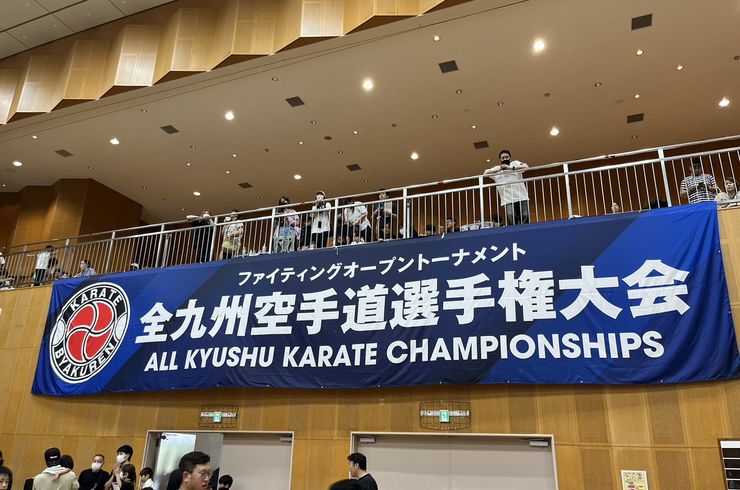 ファイティングオープントーナメント
全九州空手道選手権大会
ALL KYUSHU KARATE CHAMPIONSHIPS
KARATE
BYAKUREN